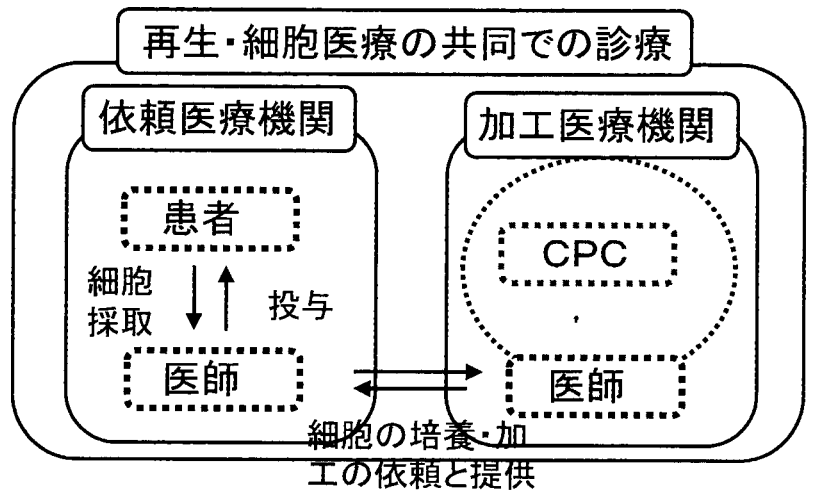 再生・細胞医療の共同での診療
依頼医療機関
加工医療機関
患者
CPC
細胞
採取
投与
医師
医師
細胞の培養・加
工の依頼と提供